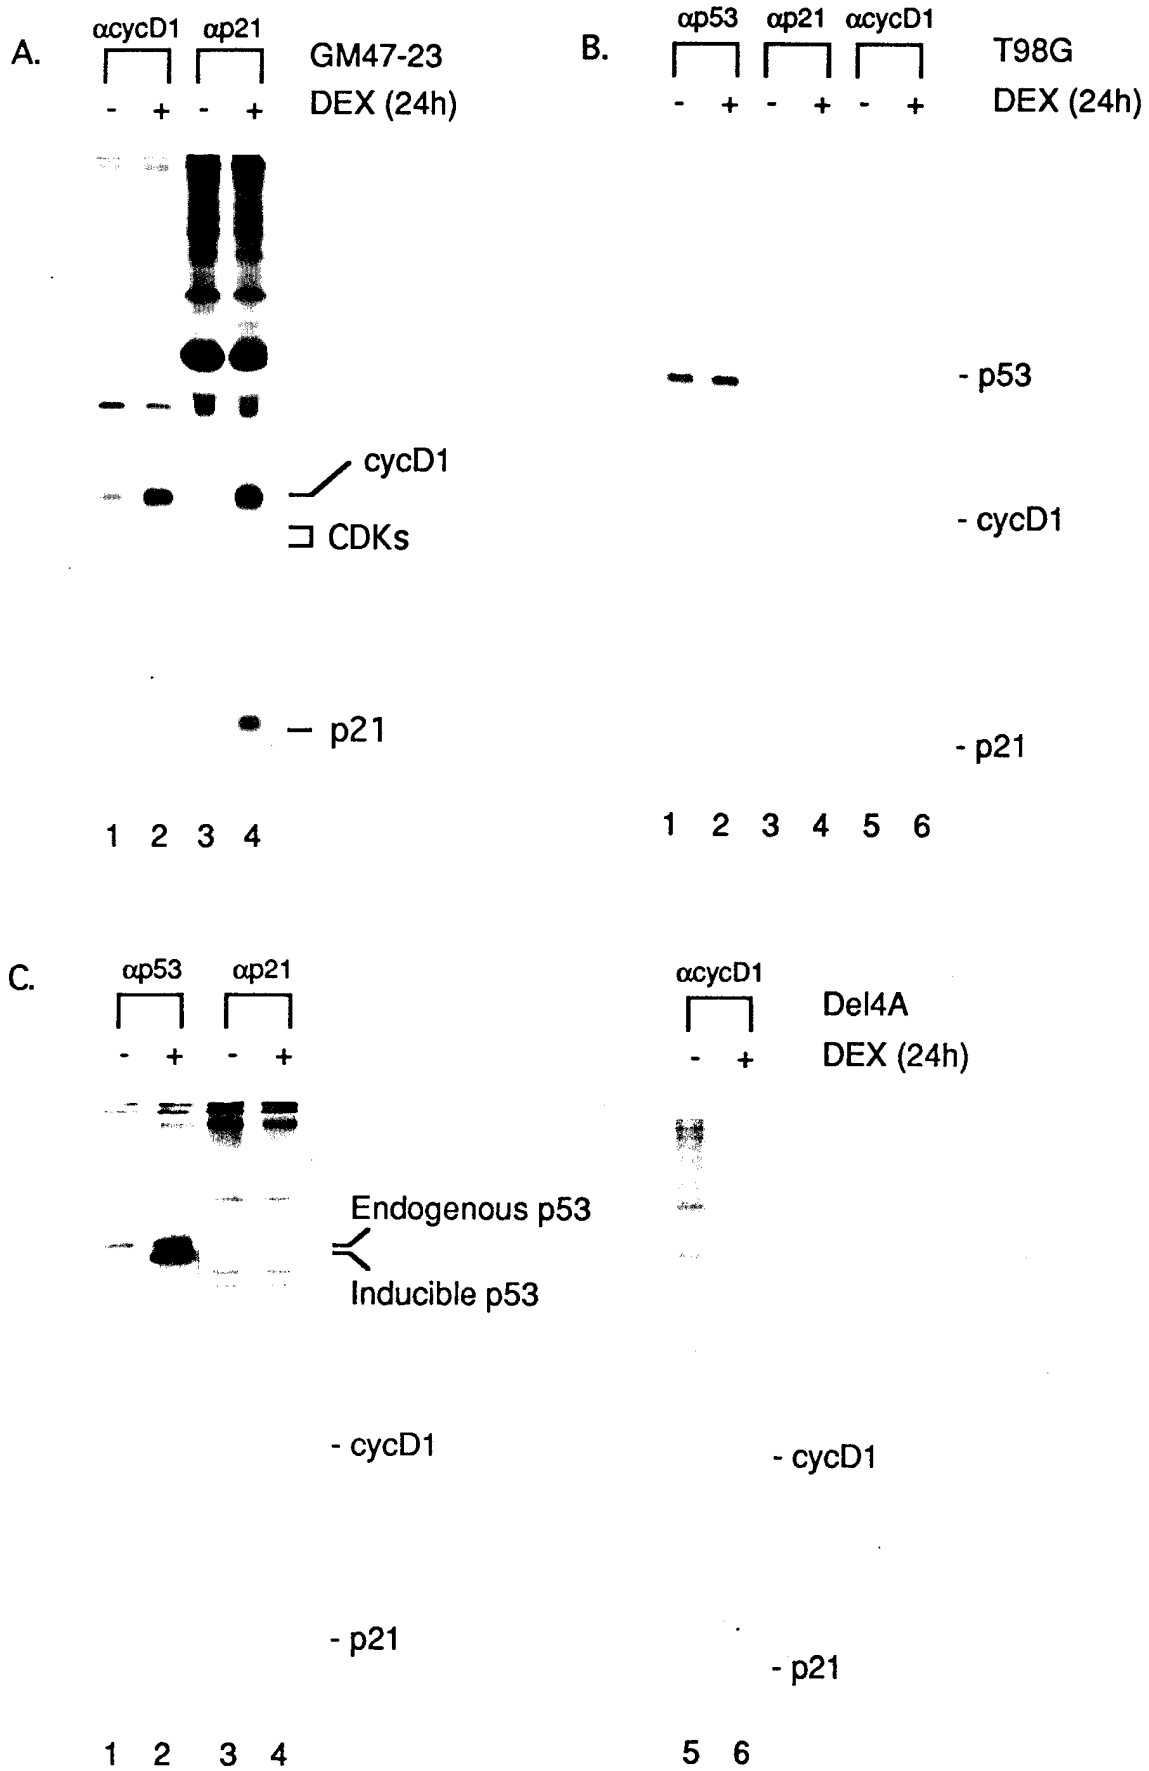 A.
αcycD1 αp21
GM47-23
- + - + DEX (24h)
cycD1
CDKs
p21
1 2 3 4
B.
αp53 αp21 αcycD1
T98G
- + - + - + DEX (24h)
- p53
- cycD1
- p21
1 2 3 4 5 6
C.
αp53 αp21
- + - +
Endogenous p53
Inducible p53
- cycD1
- p21
1 2 3 4
αcycD1
Del4A
- + DEX (24h)
- cycD1
- p21
5 6